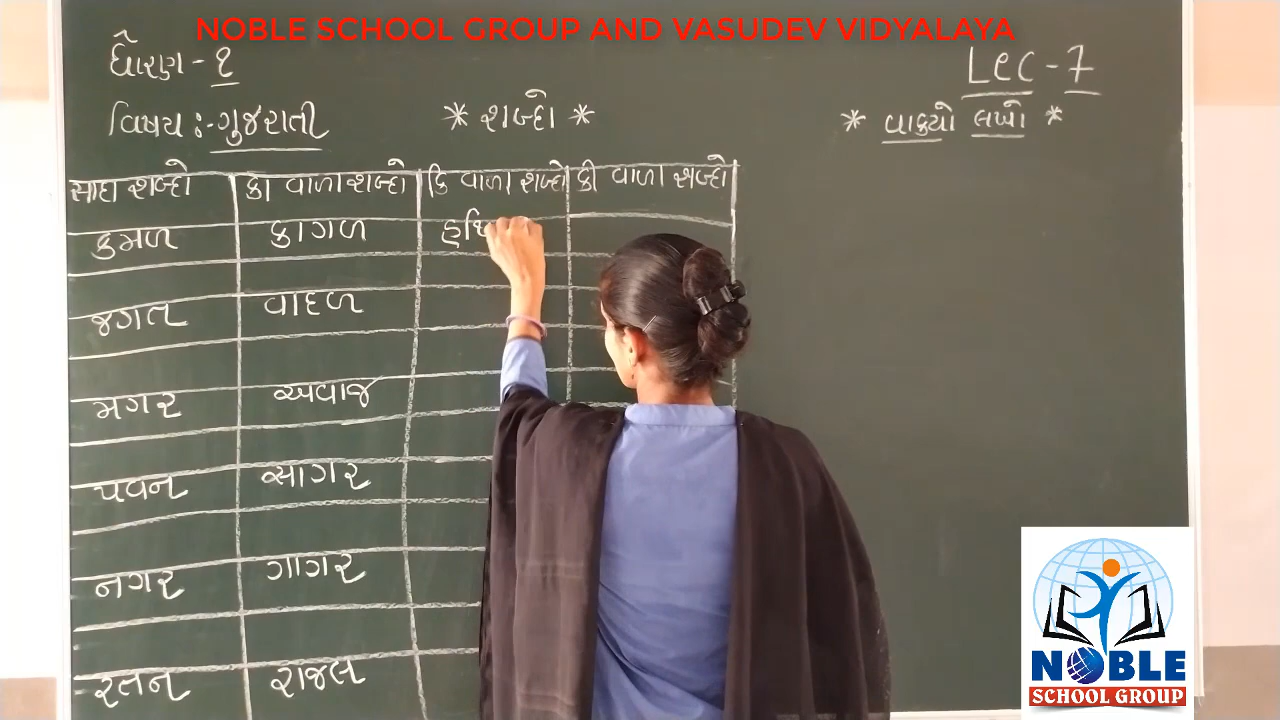 NOBLE SCHOOL GROUP AND VASUDEV VIDYALAYA
ધોરણ - ૧
Lec - 7
વિષય :- ગુજરાતી
* શબ્દો *
* વાક્યો લખો *
સાદા શબ્દો કા વાળા શબ્દો કિ વાળા શબ્દો કી વાળા શબ્દો
કમળ કાગળ
જગત વાદળ
મગર અવાજ
પવન સાગર
નગર ગાગર
રતન રાજલ
NOBLE
SCHOOL GROUP